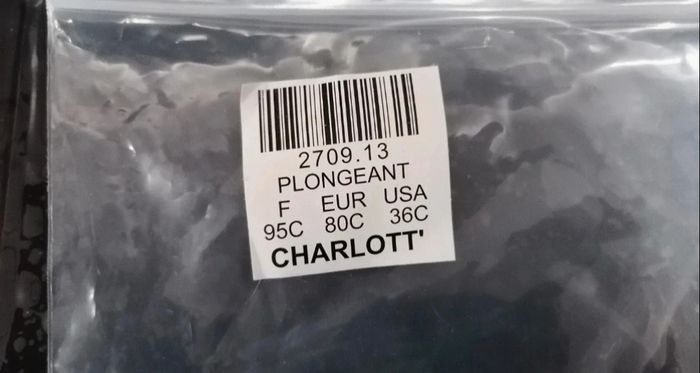 2709.13
PLONGEANT
F EUR USA
95C 80C 36C
CHARLOTT'